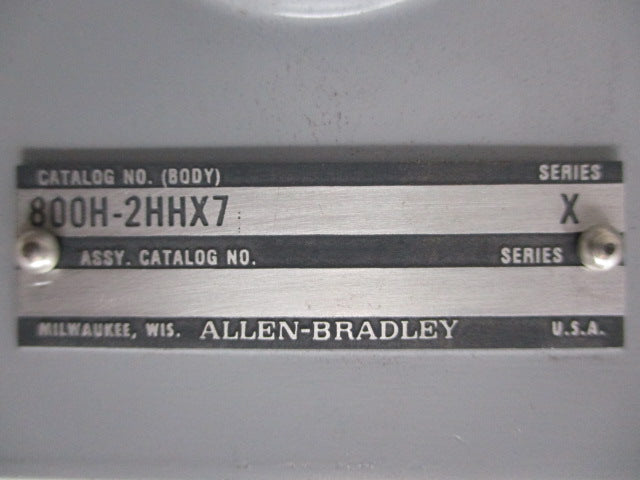 CATALOG NO. (BODY) SERIES
800H-2HHX7 X
ASSY. CATALOG NO. SERIES
MILWAUKEE, WIS. ALLEN-BRADLEY U.S.A.